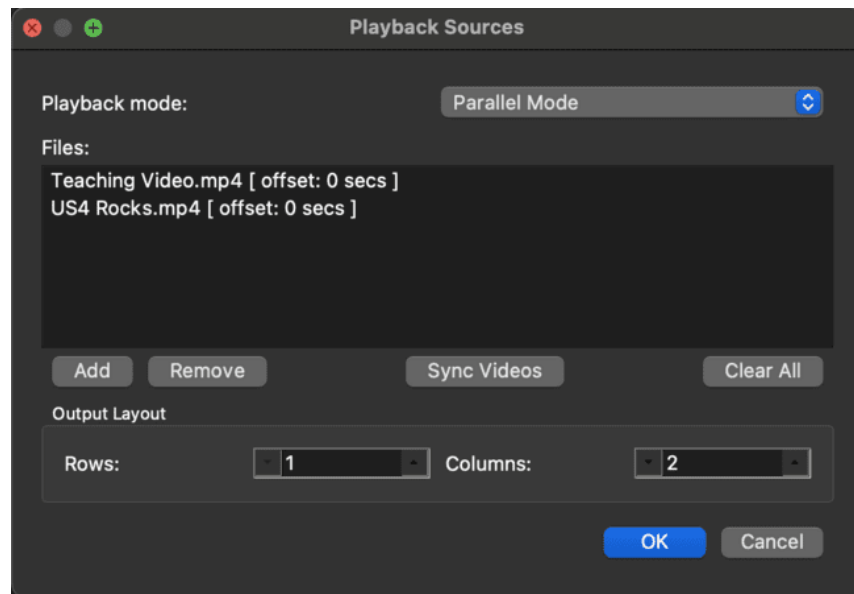 Playback Sources
Playback mode: Parallel Mode
Files:
Teaching Video.mp4 [ offset: 0 secs ]
US4 Rocks.mp4 [ offset: 0 secs ]
Add Remove Sync Videos Clear All
Output Layout
Rows: 1 Columns: 2
OK Cancel